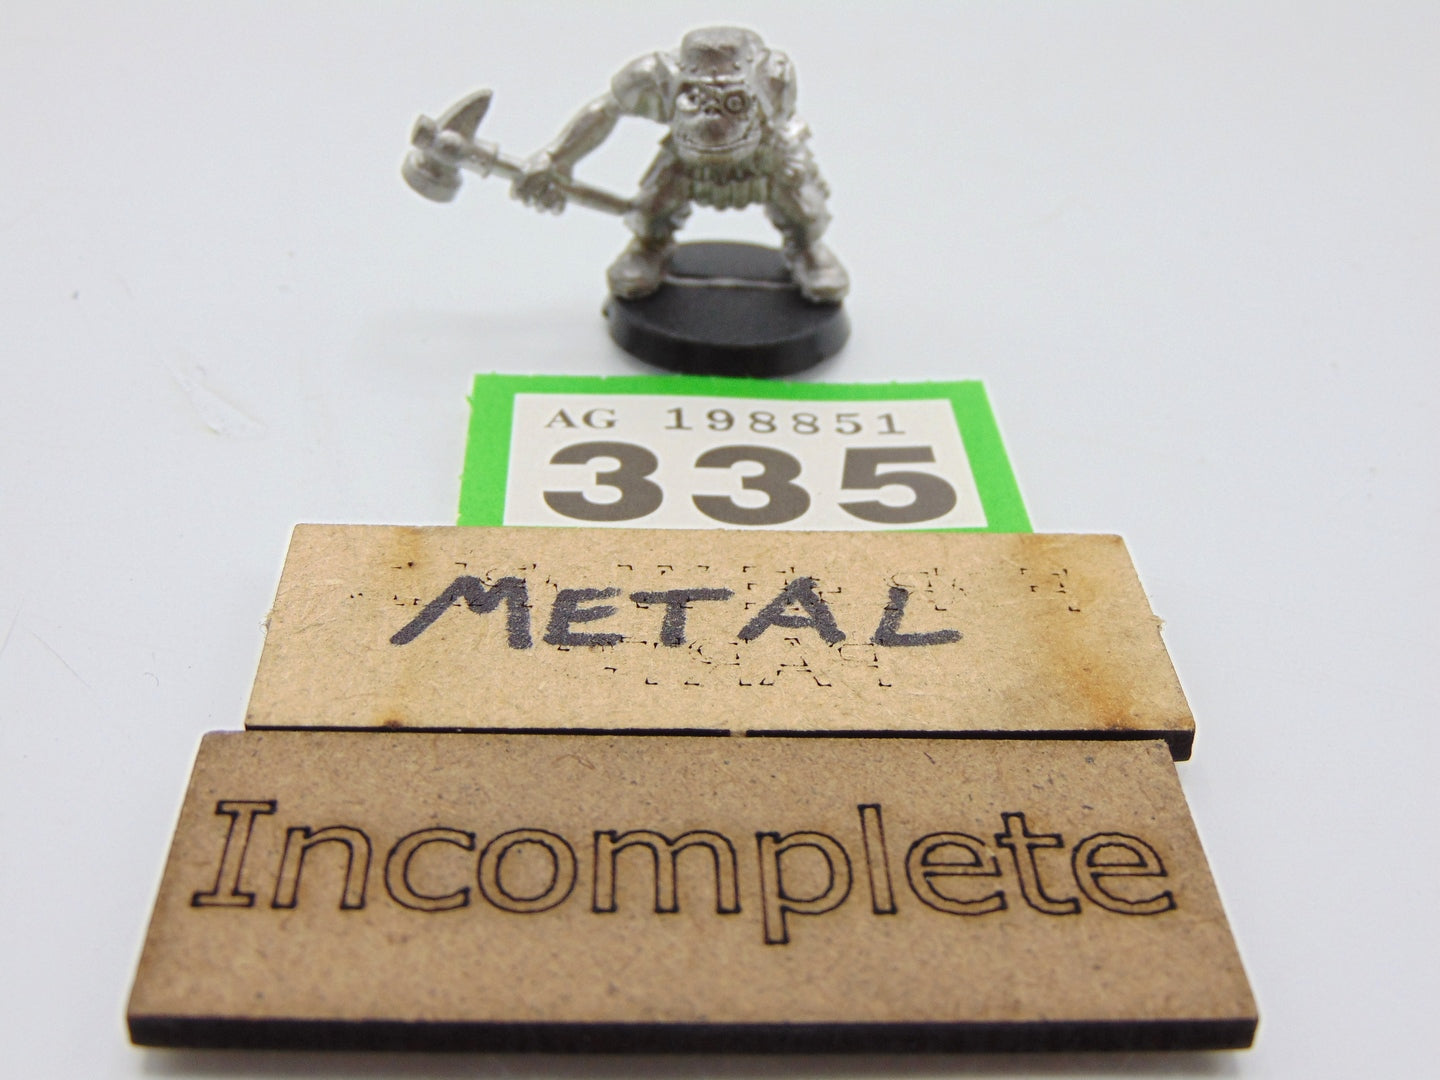 AG 198851
335
METAL
Incomplete